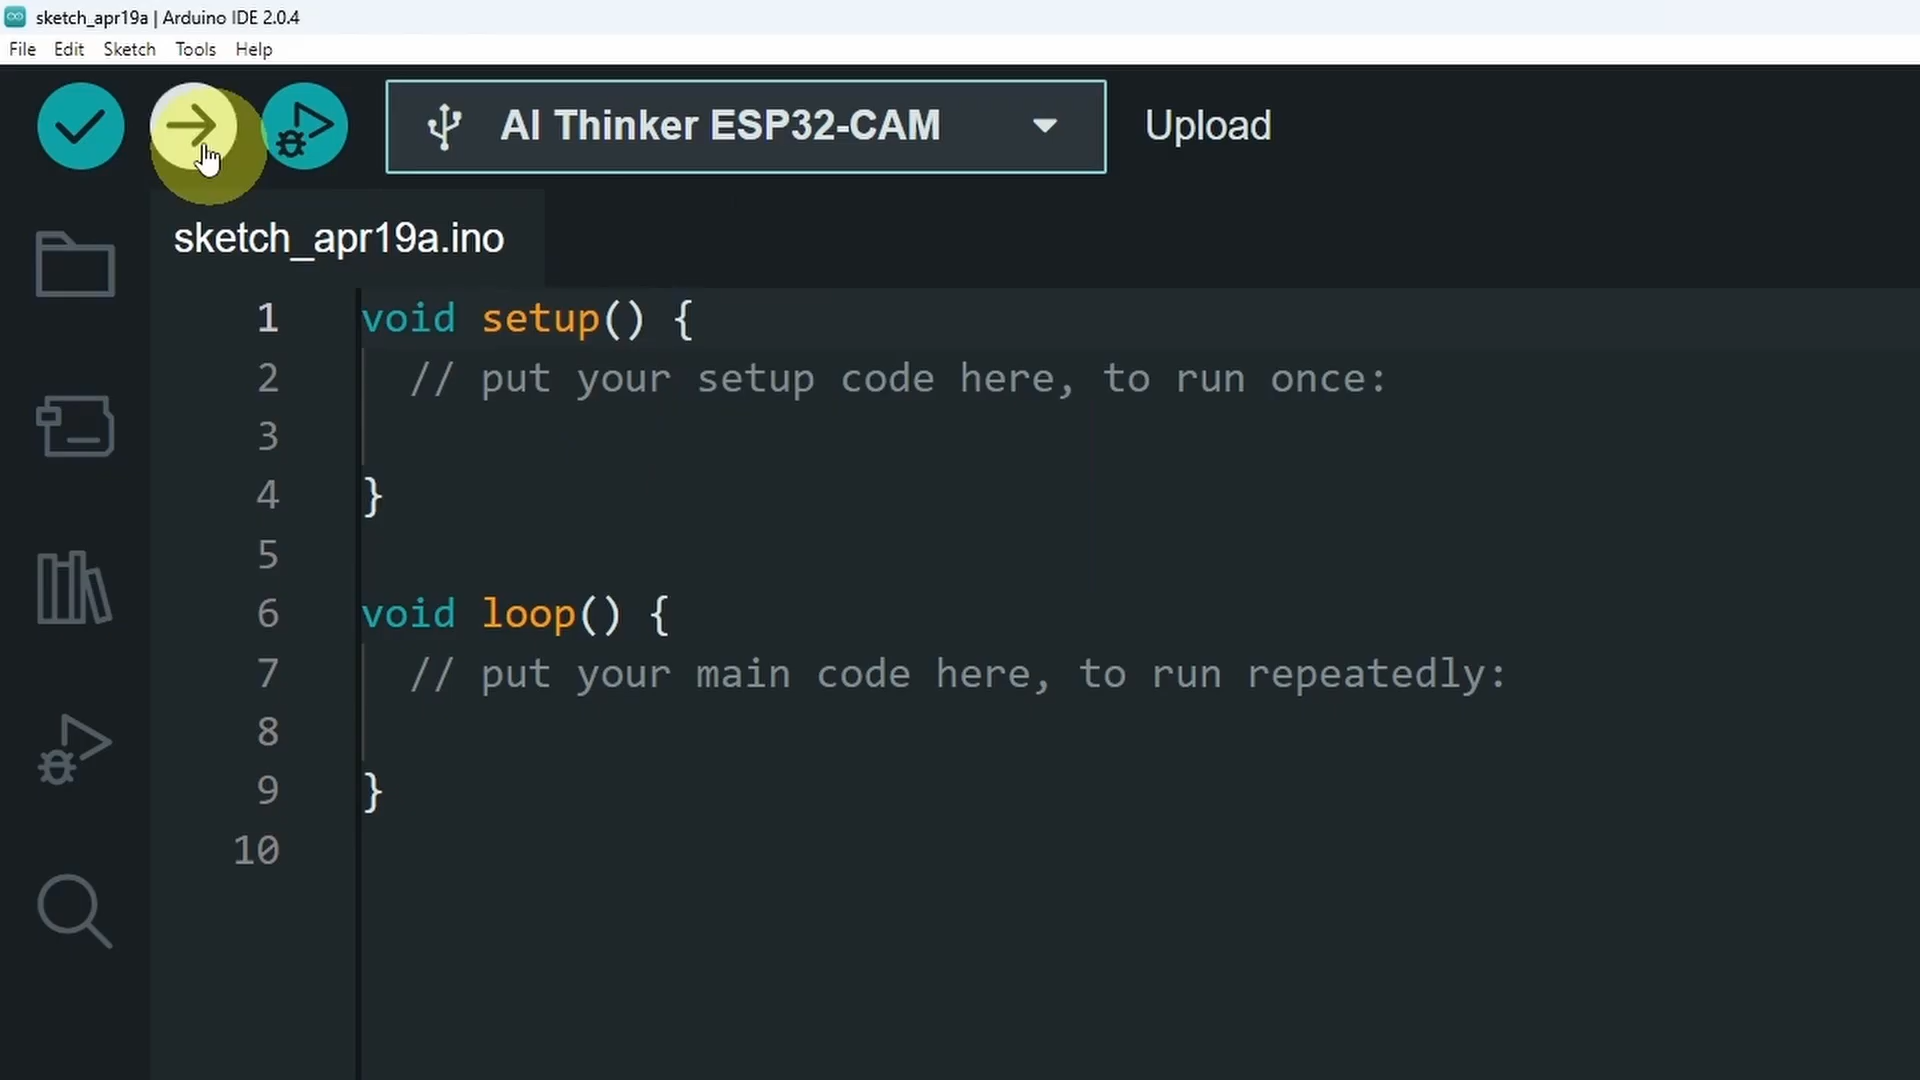 sketch_apr19a | Arduino IDE 2.0.4
File Edit Sketch Tools Help
AI Thinker ESP32-CAM Upload
sketch_apr19a.ino
1 void setup() {
2 // put your setup code here, to run once:
3
4 }
5
6 void loop() {
7 // put your main code here, to run repeatedly:
8
9 }
10